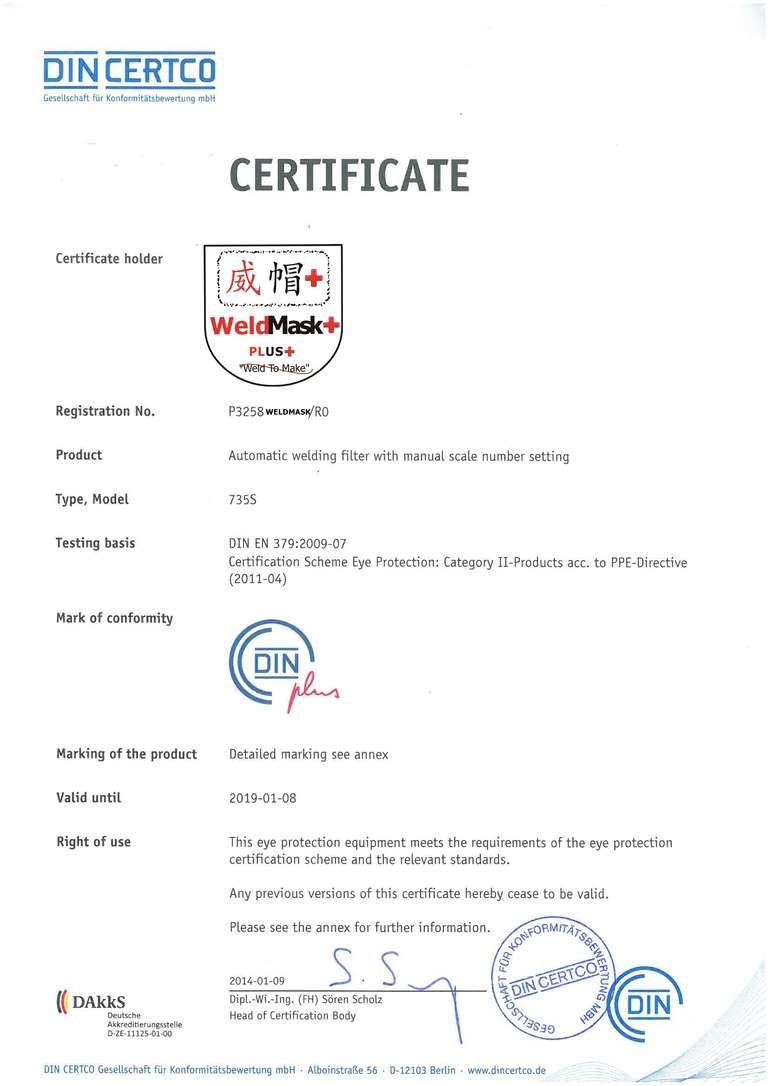 DIN CERTCO
Gesellschaft für Konformitätsbewertung mbH
CERTIFICATE
Certificate holder
威 帽+
WeldMask+
PLUS+
"Weld To Make"
Registration No. P3258 WELDMASK/R0
Product Automatic welding filter with manual scale number setting
Type, Model 735S
Testing basis DIN EN 379:2009-07
Certification Scheme Eye Protection: Category II-Products acc. to PPE-Directive
(2011-04)
Mark of conformity
DIN
plus
Marking of the product Detailed marking see annex
Valid until 2019-01-08
Right of use This eye protection equipment meets the requirements of the eye protection
certification scheme and the relevant standards.
Any previous versions of this certificate hereby cease to be valid.
Please see the annex for further information.
GESELLSCHAFT FÜR KONFORMITÄTSBEWERTUNG MBH
DIN CERTCO
DIN
2014-01-09
Dipl.-Wi.-Ing. (FH) Sören Scholz
Head of Certification Body
DAkkS
Deutsche
Akkreditierungsstelle
D-ZE-11125-01-00
DIN CERTCO Gesellschaft für Konformitätsbewertung mbH · Alboinstraße 56 · D-12103 Berlin · www.dincertco.de